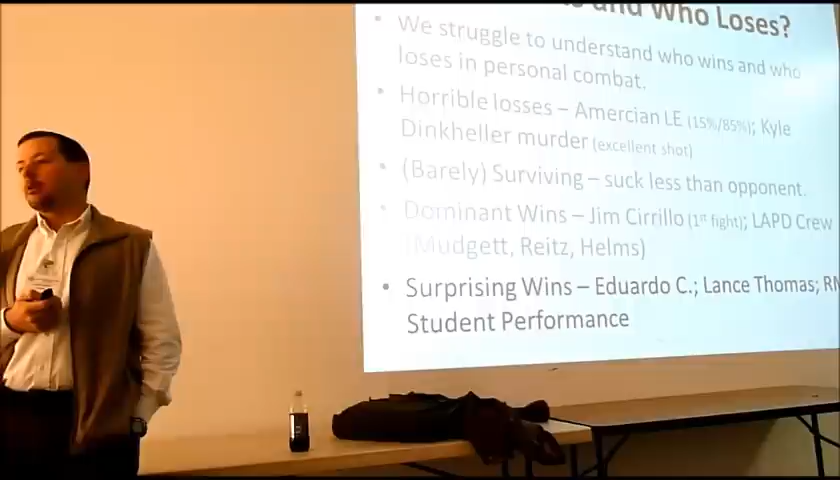 and Who Loses?
• We struggle to understand who wins and who
loses in personal combat.
• Horrible losses – Amercian LE (15%/85%); Kyle
Dinkheller murder (excellent shot)
• (Barely) Surviving – suck less than opponent.
• Dominant Wins – Jim Cirrillo (1st fight); LAPD Crew
(Mudgett, Reitz, Helms)
• Surprising Wins – Eduardo C.; Lance Thomas;
Student Performance